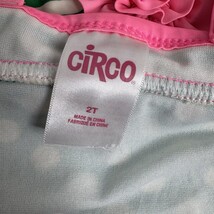 CiRCO
2T
MADE IN CHINA
FABRIQUÉ EN CHINE